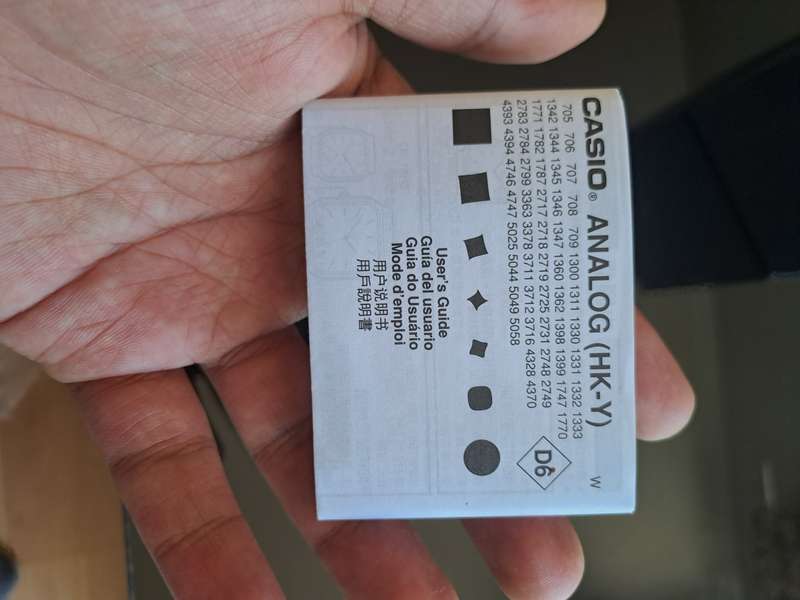 CASIO® ANALOG (HK-Y) W
705 706 707 708 709 1300 1311 1330 1331 1332 1333
1342 1344 1345 1346 1347 1360 1362 1398 1399 1747 1770
1771 1782 1787 2717 2718 2719 2725 2731 2748 2749
2783 2784 2799 3363 3378 3711 3712 3716 4328 4370
4393 4394 4746 4747 5025 5044 5049 5058
D6
User's Guide
Guía del usuario
Guia do Usuário
Mode d'emploi
用户说明书
用戶說明書